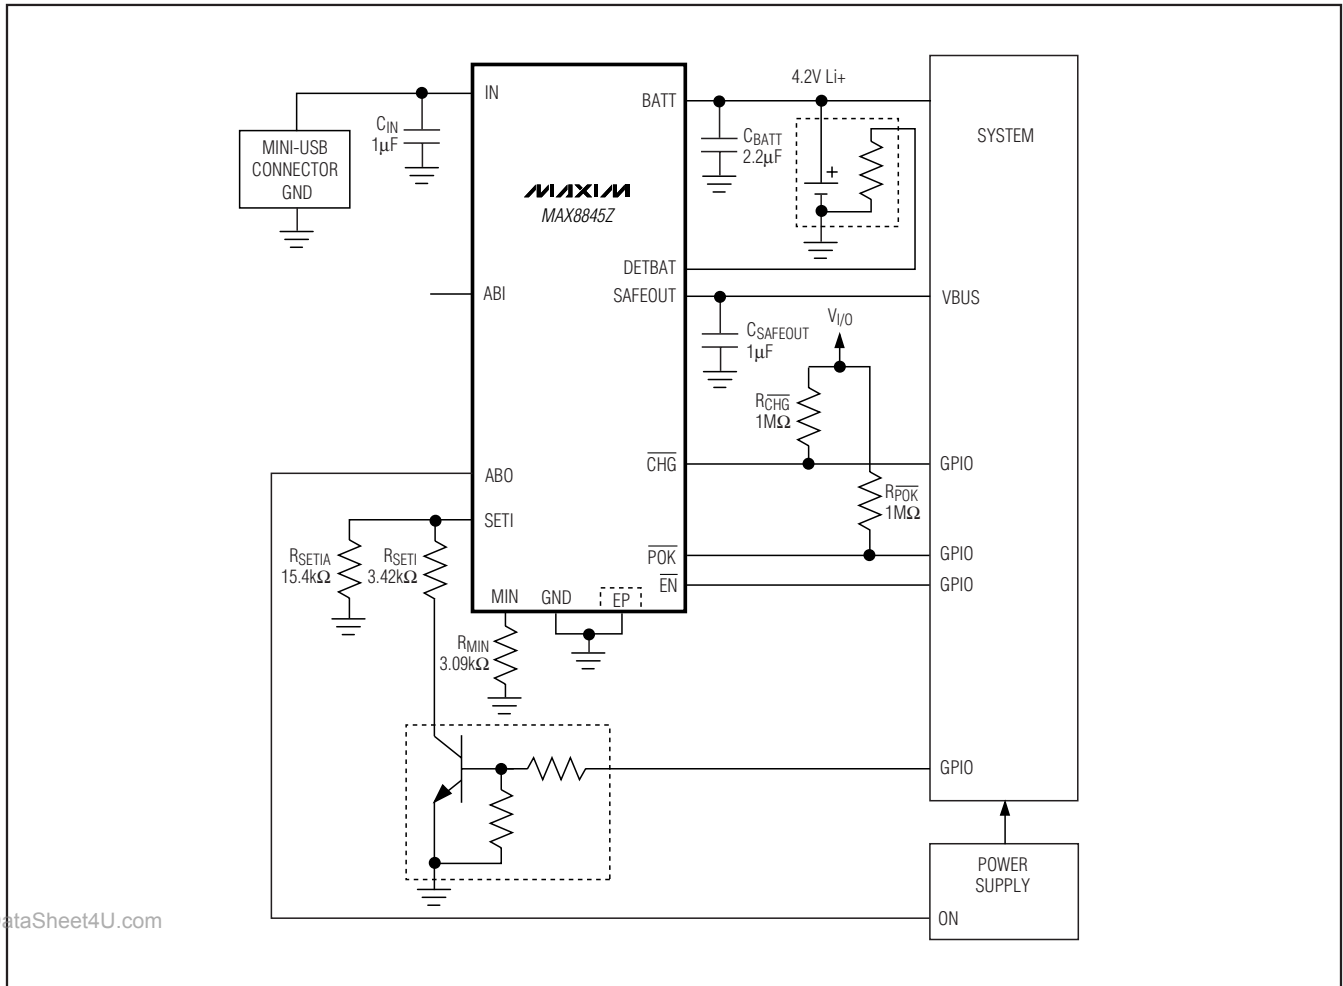 4.2V Li+
IN
BATT
SYSTEM
CIN
1µF
MINI-USB
CONNECTOR
GND
CBATT
2.2µF
+
MAXIM
MAX8845Z
DETBAT
ABI
SAFEOUT
VBUS
VI/O
CSAFEOUT
1µF
RCHG
1MΩ
CHG
GPIO
ABO
RPOK
1MΩ
SETI
RSETIA
15.4kΩ
RSETI
3.42kΩ
POK
GPIO
EN
GPIO
MIN
GND
EP
RMIN
3.09kΩ
GPIO
POWER
SUPPLY
ON
DataSheet4U.com